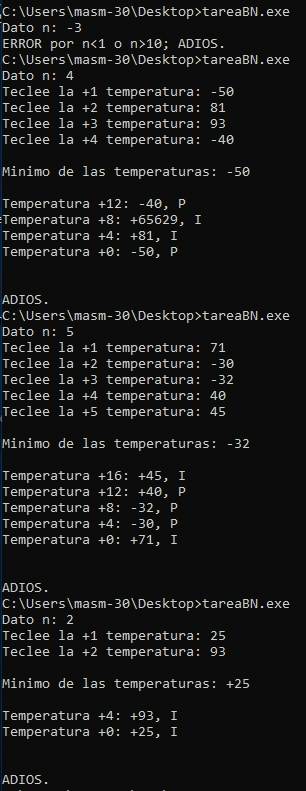 C:\Users\masm-30\Desktop>tareaBN.exe
Dato n: -3
ERROR por n<1 o n>10; ADIOS.
C:\Users\masm-30\Desktop>tareaBN.exe
Dato n: 4
Teclee la +1 temperatura: -50
Teclee la +2 temperatura: 81
Teclee la +3 temperatura: 93
Teclee la +4 temperatura: -40
Minimo de las temperaturas: -50
Temperatura +12: -40, P
Temperatura +8: +65629, I
Temperatura +4: +81, I
Temperatura +0: -50, P
ADIOS.
C:\Users\masm-30\Desktop>tareaBN.exe
Dato n: 5
Teclee la +1 temperatura: 71
Teclee la +2 temperatura: -30
Teclee la +3 temperatura: -32
Teclee la +4 temperatura: 40
Teclee la +5 temperatura: 45
Minimo de las temperaturas: -32
Temperatura +16: +45, I
Temperatura +12: +40, P
Temperatura +8: -32, P
Temperatura +4: -30, P
Temperatura +0: +71, I
ADIOS.
C:\Users\masm-30\Desktop>tareaBN.exe
Dato n: 2
Teclee la +1 temperatura: 25
Teclee la +2 temperatura: 93
Minimo de las temperaturas: +25
Temperatura +4: +93, I
Temperatura +0: +25, I
ADIOS.